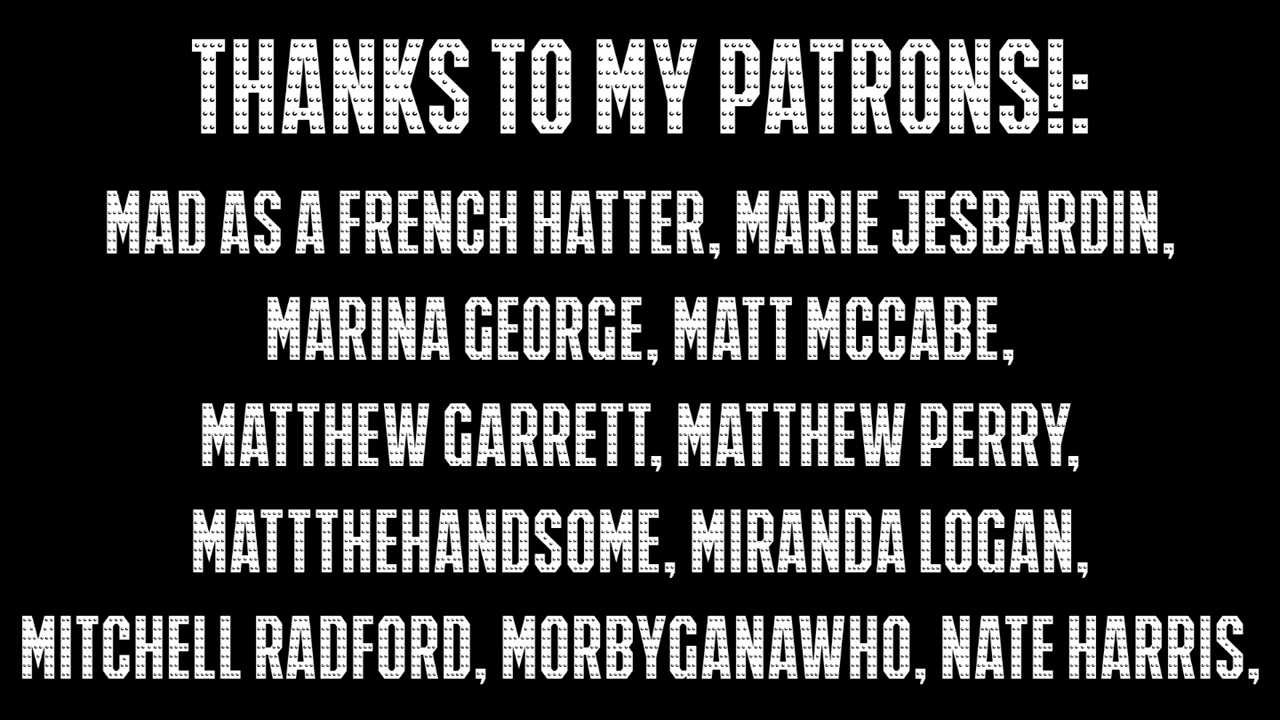 THANKS TO MY PATRONS!:
MAD AS A FRENCH HATTER, MARIE JESBARDIN,
MARINA GEORGE, MATT MCCABE,
MATTHEW GARRETT, MATTHEW PERRY,
MATTTHEHANDSOME, MIRANDA LOGAN,
MITCHELL RADFORD, MORBYGANAWHO, NATE HARRIS,